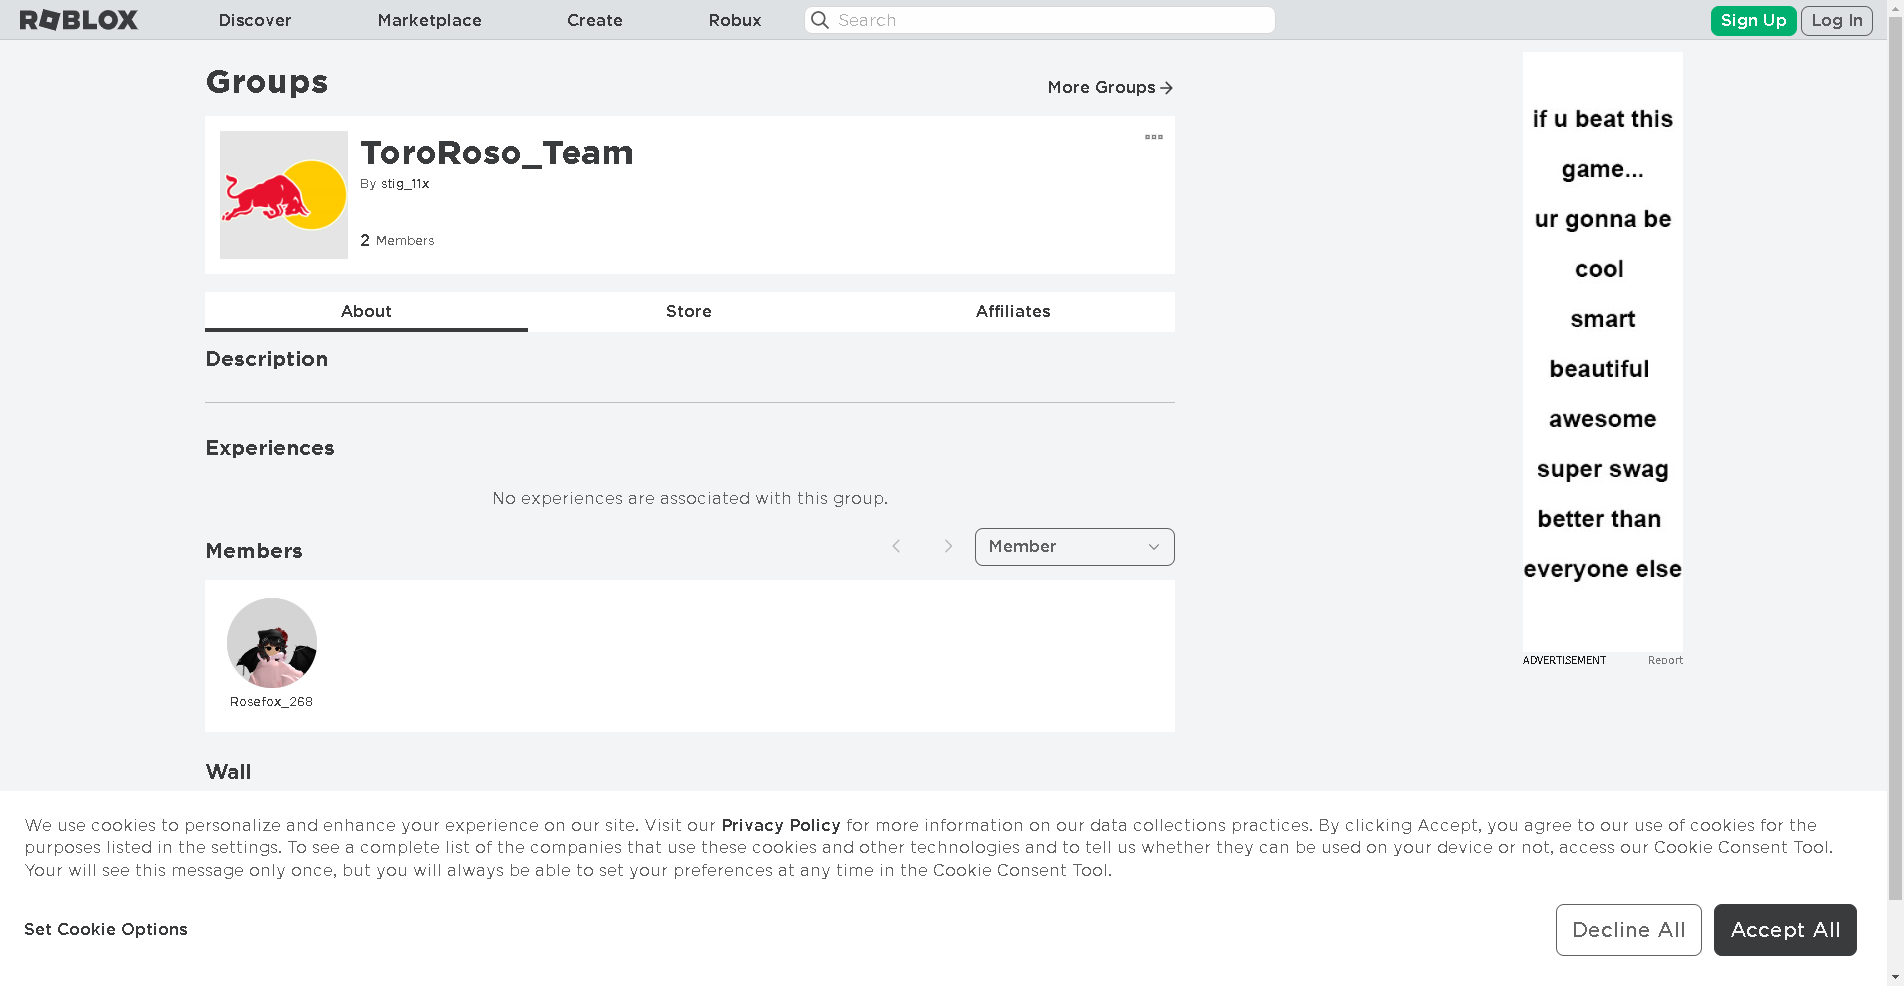 ROBLOX
Discover
Marketplace
Create
Robux
Search
Sign Up
Log In
Groups
More Groups
ToroRoso_Team
By stig_11x
2 Members
About
Store
Affiliates
Description
Experiences
No experiences are associated with this group.
Members
Member
Rosefox_268
Wall
if u beat this
game...
ur gonna be
cool
smart
beautiful
awesome
super swag
better than
everyone else
ADVERTISEMENT
Report
We use cookies to personalize and enhance your experience on our site. Visit our Privacy Policy for more information on our data collections practices. By clicking Accept, you agree to our use of cookies for the
purposes listed in the settings. To see a complete list of the companies that use these cookies and other technologies and to tell us whether they can be used on your device or not, access our Cookie Consent Tool.
Your will see this message only once, but you will always be able to set your preferences at any time in the Cookie Consent Tool.
Set Cookie Options
Decline All
Accept All